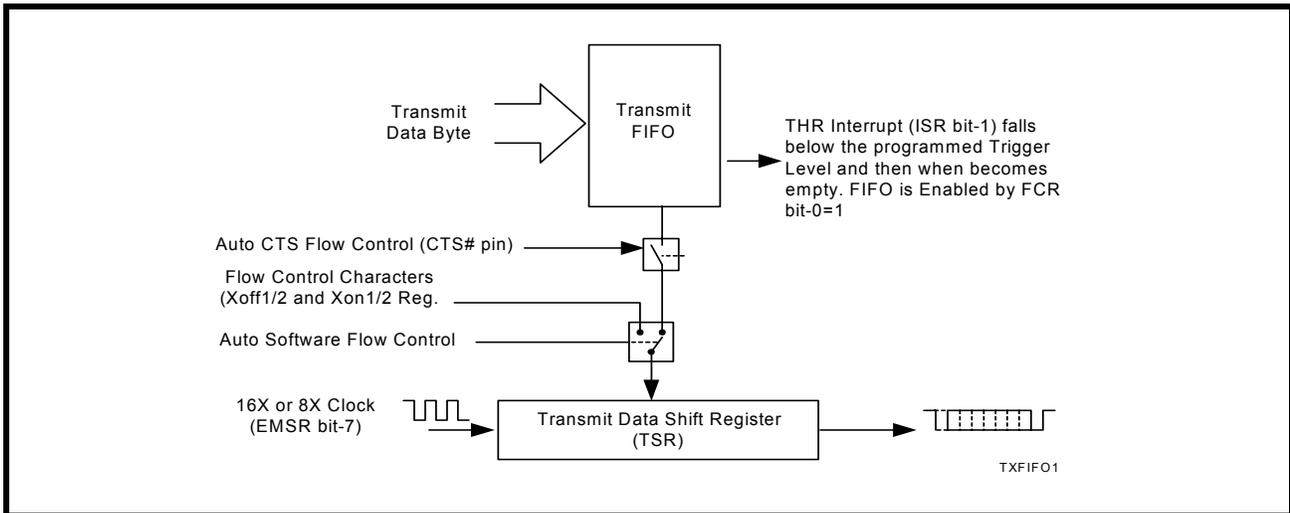 Transmit
Data Byte
Transmit
FIFO
THR Interrupt (ISR bit-1) falls
below the programmed Trigger
Level and then when becomes
empty. FIFO is Enabled by FCR
bit-0=1
Auto CTS Flow Control (CTS# pin)
Flow Control Characters
(Xoff1/2 and Xon1/2 Reg.
Auto Software Flow Control
16X or 8X Clock
(EMSR bit-7)
Transmit Data Shift Register
(TSR)
TXFIFO1